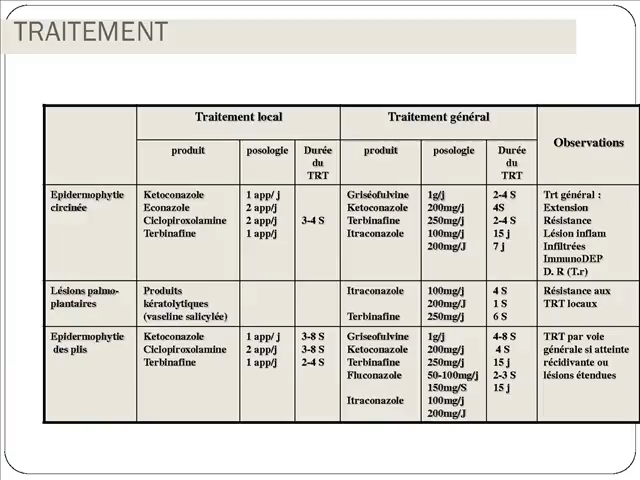 TRAITEMENT
Traitement local
Traitement général
Observations
produit
posologie
Durée
du
TRT
produit
posologie
Durée
du
TRT
Epidermophytie
circinée
Ketoconazole
Econazole
Ciclopiroxolamine
Terbinafine
1 app/ j
2 app/j
2 app/j
1 app/j
3-4 S
Griséofulvine
Ketoconazole
Terbinafine
Itraconazole
1g/j
200mg/j
250mg/j
100mg/j
200mg/J
2-4 S
4S
2-4 S
15 j
7 j
Trt général :
Extension
Résistance
Lésion inflam
Infiltrées
ImmunoDEP
D. R (T.r)
Lésions palmo-
plantaires
Produits
kératolytiques
(vaseline salicylée)
Itraconazole
Terbinafine
100mg/j
200mg/J
250mg/j
4 S
1 S
6 S
Résistance aux
TRT locaux
Epidermophytie
des plis
Ketoconazole
Ciclopiroxolamine
Terbinafine
1 app/ j
2 app/j
1 app/j
3-8 S
3-8 S
2-4 S
Griseofulvine
Ketoconazole
Terbinafine
Fluconazole
Itraconazole
1g/j
200mg/j
250mg/j
50-100mg/j
150mg/S
100mg/j
200mg/J
4-8 S
4 S
15 j
2-3 S
15 j
TRT par voie
générale si atteinte
récidivante ou
lésions étendues